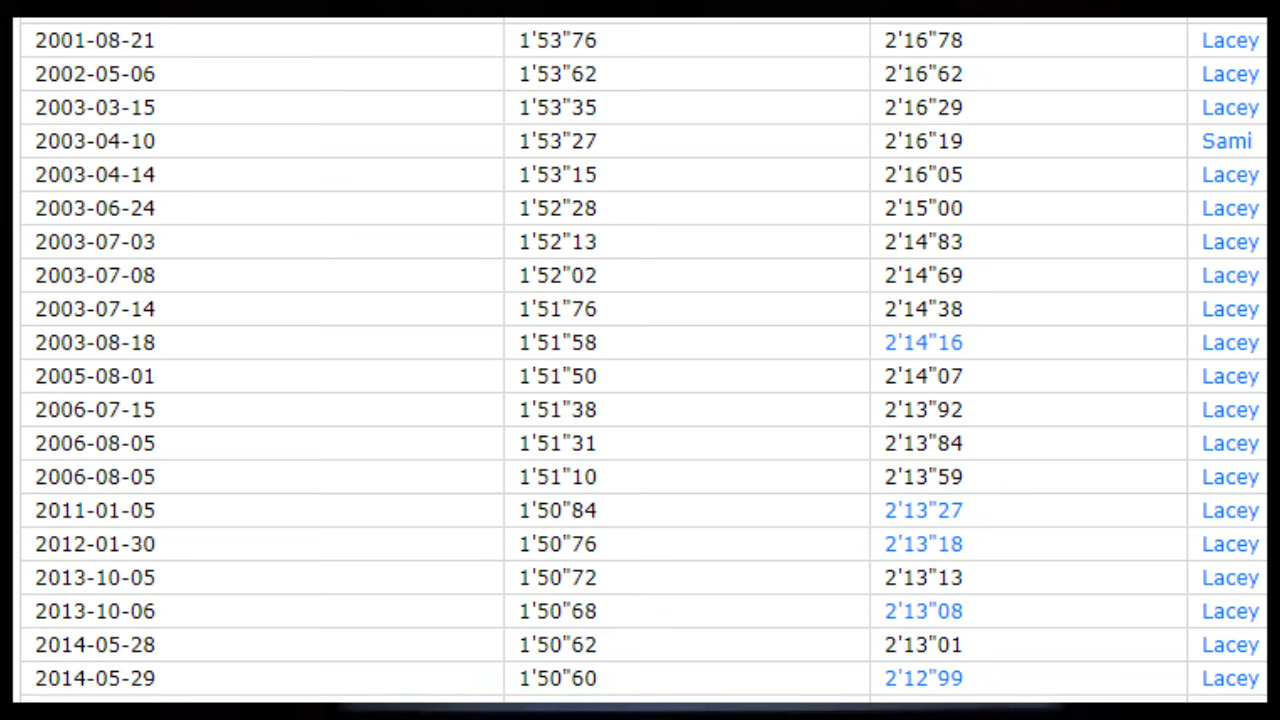 2001-08-21 1'53"76 2'16"78 Lacey
2002-05-06 1'53"62 2'16"62 Lacey
2003-03-15 1'53"35 2'16"29 Lacey
2003-04-10 1'53"27 2'16"19 Sami
2003-04-14 1'53"15 2'16"05 Lacey
2003-06-24 1'52"28 2'15"00 Lacey
2003-07-03 1'52"13 2'14"83 Lacey
2003-07-08 1'52"02 2'14"69 Lacey
2003-07-14 1'51"76 2'14"38 Lacey
2003-08-18 1'51"58 2'14"16 Lacey
2005-08-01 1'51"50 2'14"07 Lacey
2006-07-15 1'51"38 2'13"92 Lacey
2006-08-05 1'51"31 2'13"84 Lacey
2006-08-05 1'51"10 2'13"59 Lacey
2011-01-05 1'50"84 2'13"27 Lacey
2012-01-30 1'50"76 2'13"18 Lacey
2013-10-05 1'50"72 2'13"13 Lacey
2013-10-06 1'50"68 2'13"08 Lacey
2014-05-28 1'50"62 2'13"01 Lacey
2014-05-29 1'50"60 2'12"99 Lacey